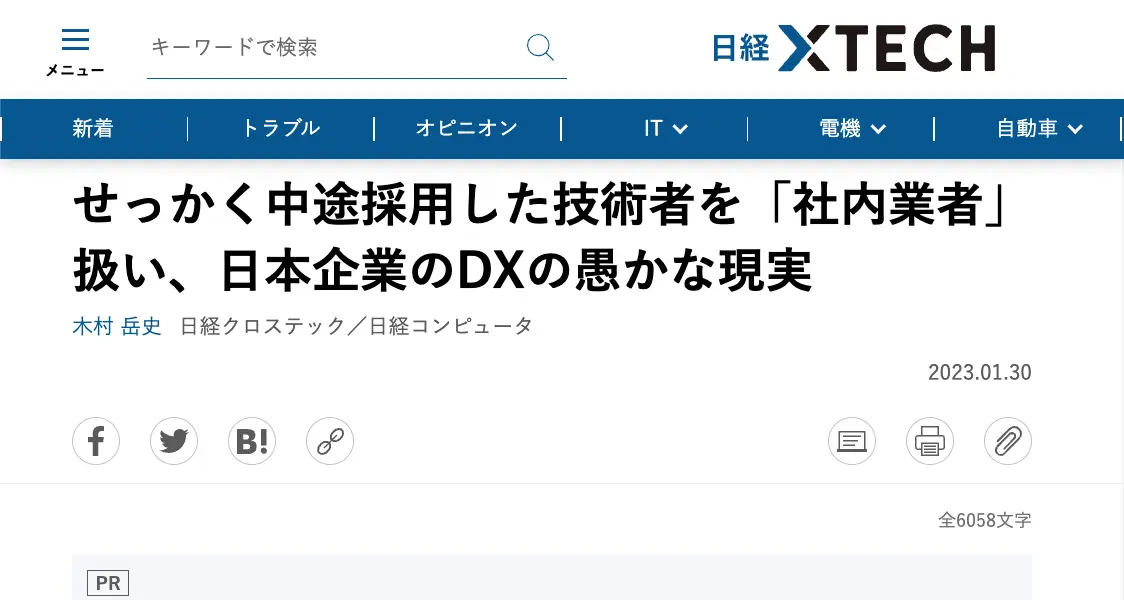 メニュー
キーワードで検索
日経 XTECH
新着
トラブル
オピニオン
IT
電機
自動車
せっかく中途採用した技術者を「社内業者」
扱い、日本企業のDXの愚かな現実
木村 岳史 日経クロステック／日経コンピュータ
2023.01.30
B!
全6058文字
PR